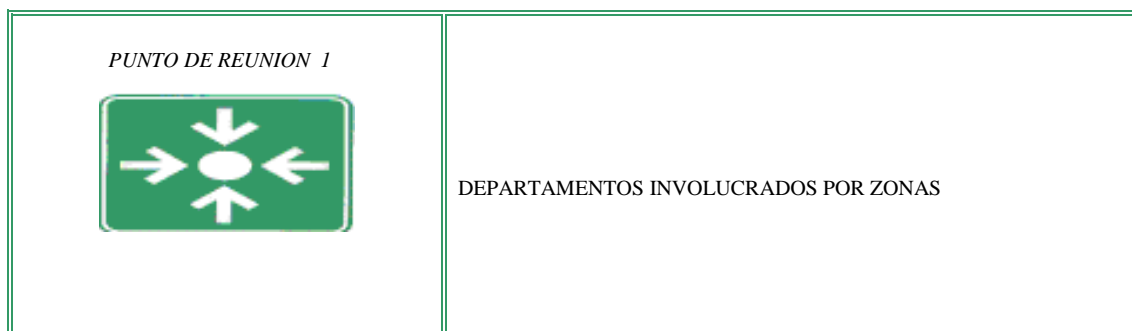 PUNTO DE REUNION 1
DEPARTAMENTOS INVOLUCRADOS POR ZONAS